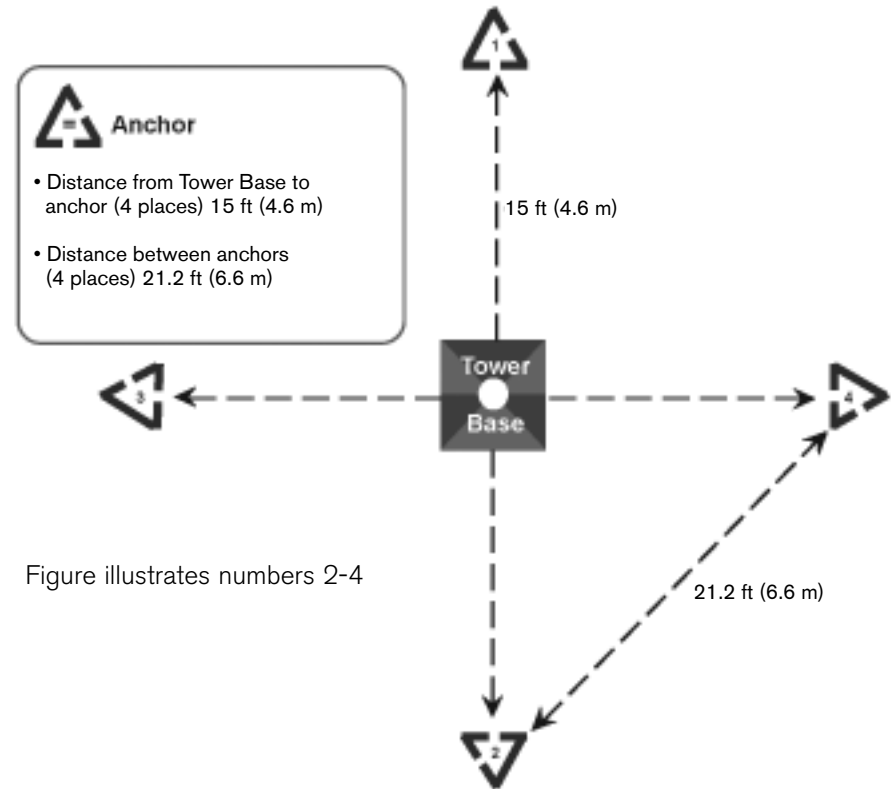 1
= Anchor
• Distance from Tower Base to
anchor (4 places) 15 ft (4.6 m)
• Distance between anchors
(4 places) 21.2 ft (6.6 m)
15 ft (4.6 m)
3
Tower
Base
4
Figure illustrates numbers 2-4
21.2 ft (6.6 m)
2